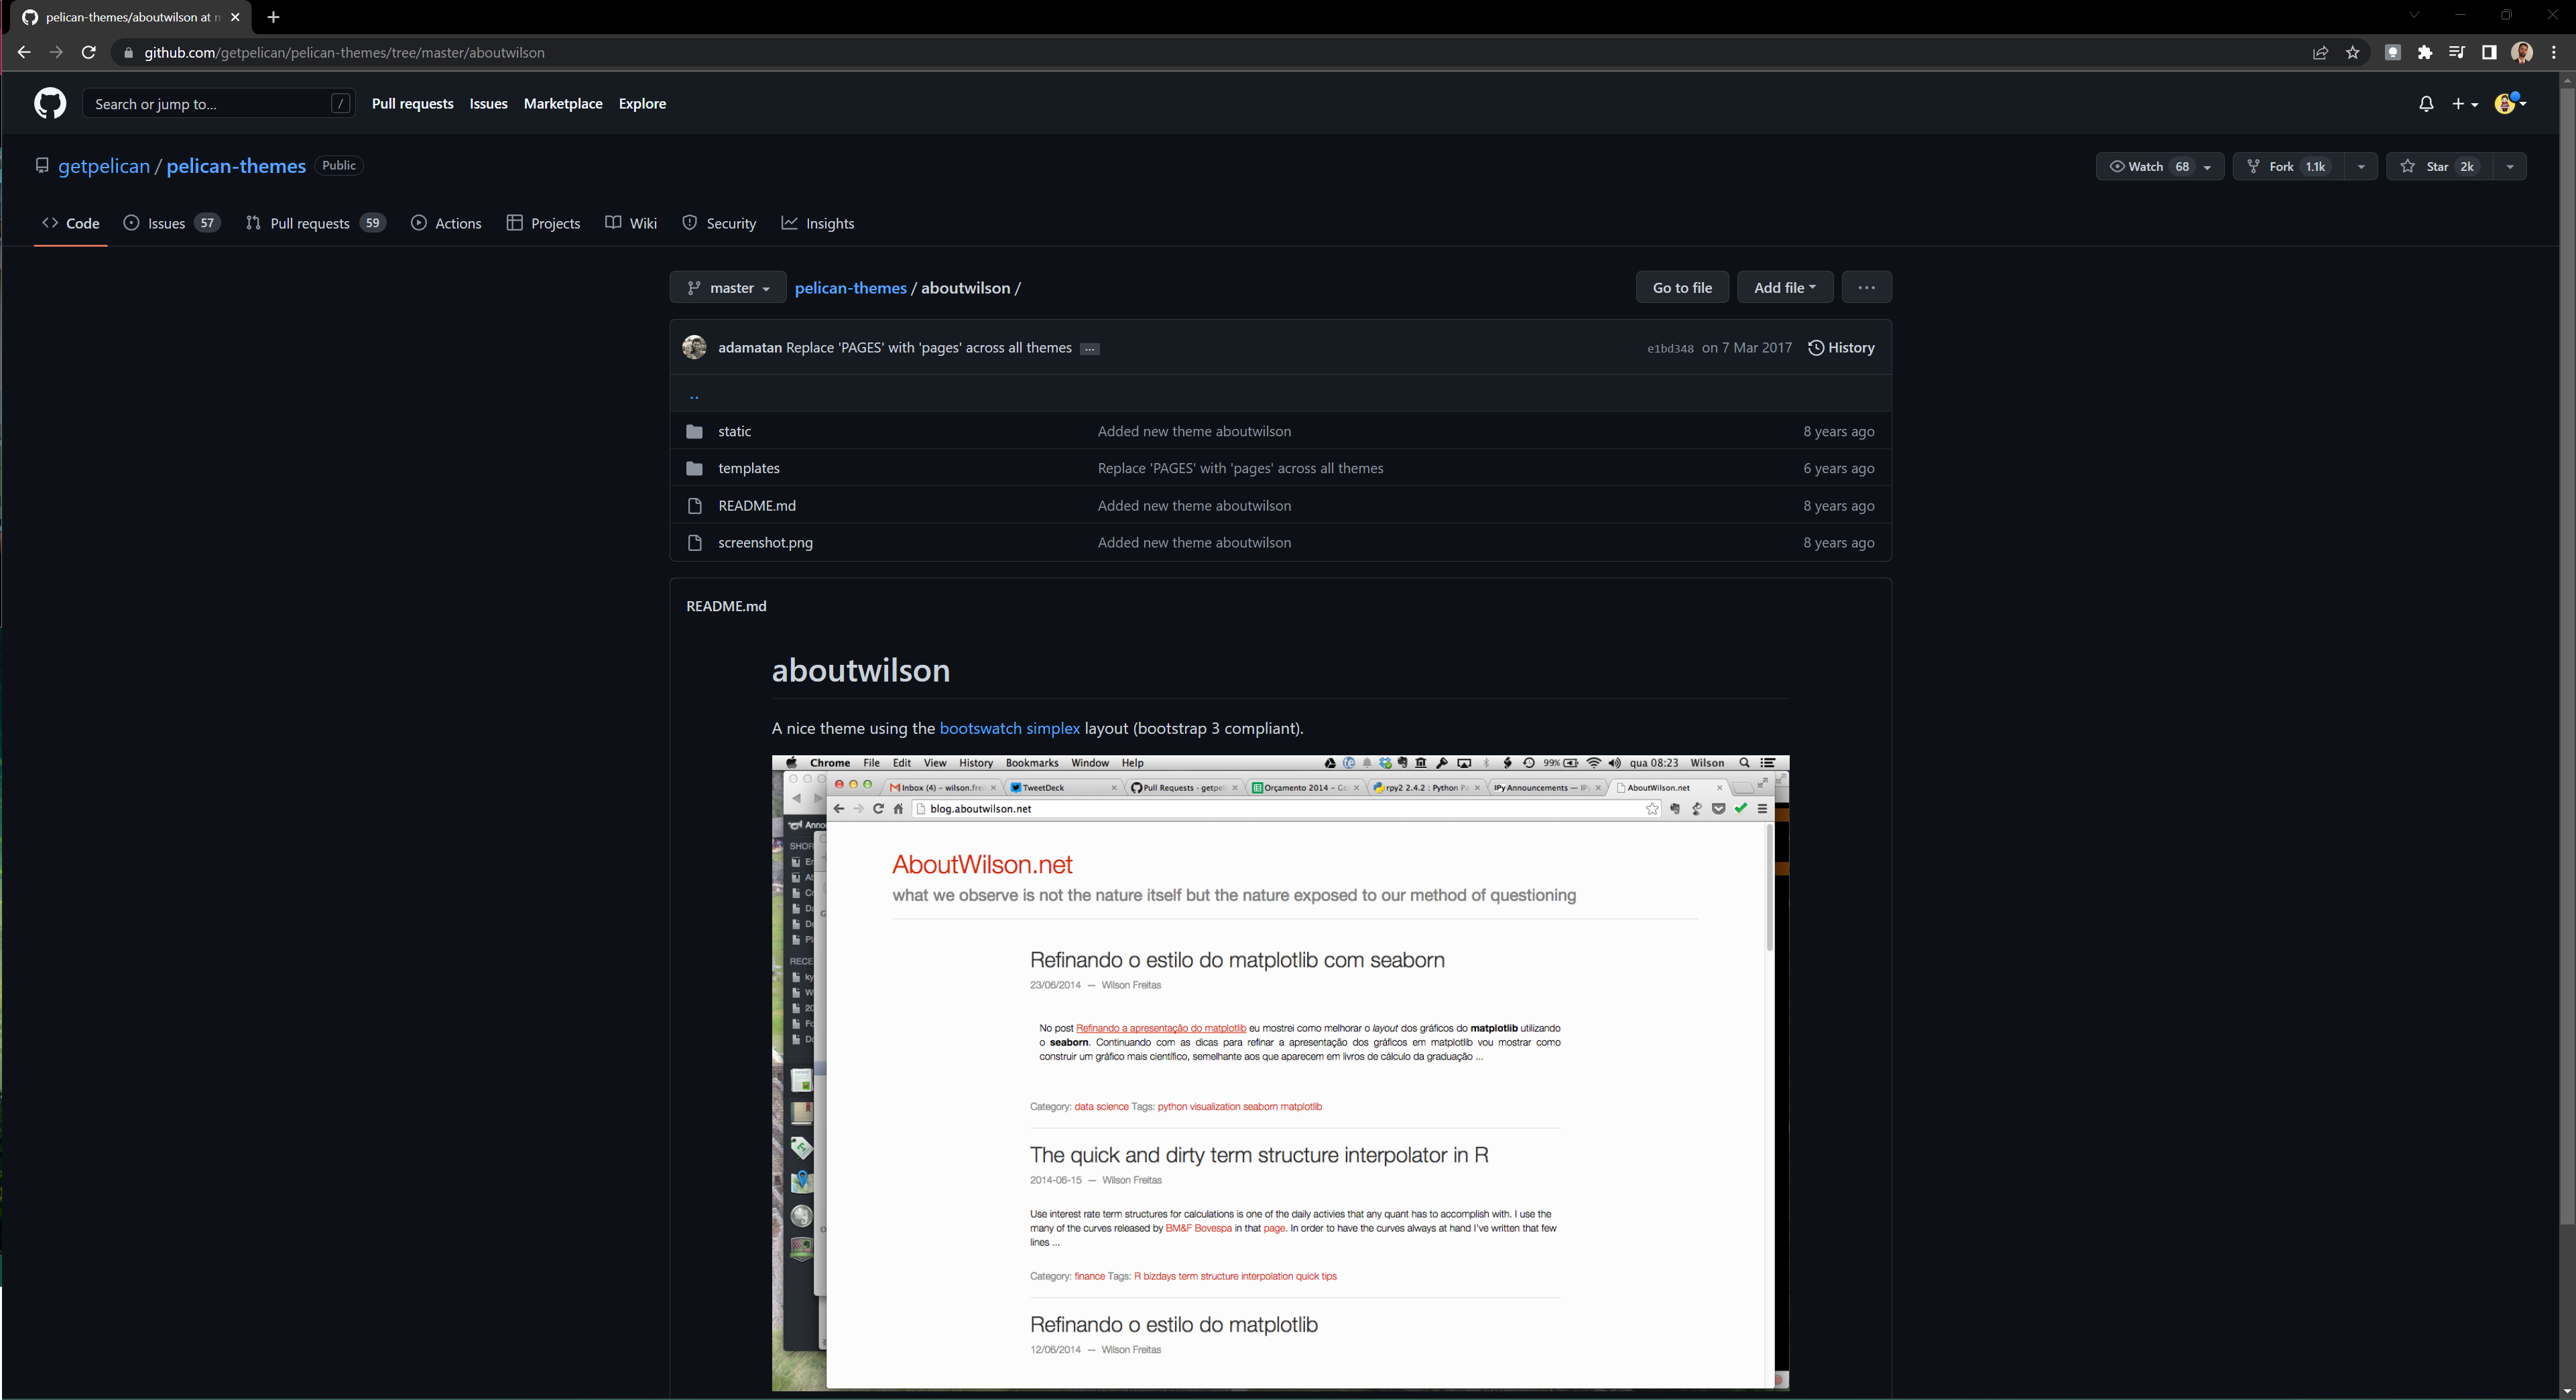 pelican-themes/aboutwilson at
github.com/getpelican/pelican-themes/tree/master/aboutwilson
Search or jump to... /
Pull requests Issues Marketplace Explore
getpelican / pelican-themes Public
Watch 68 Fork 1.1k Star 2k
Code Issues 57 Pull requests 59 Actions Projects Wiki Security Insights
master pelican-themes / aboutwilson / Go to file Add file ...
adamatan Replace 'PAGES' with 'pages' across all themes ... e1bd348 on 7 Mar 2017 History
..
static Added new theme aboutwilson 8 years ago
templates Replace 'PAGES' with 'pages' across all themes 6 years ago
README.md Added new theme aboutwilson 8 years ago
screenshot.png Added new theme aboutwilson 8 years ago
README.md
aboutwilson
A nice theme using the bootswatch simplex layout (bootstrap 3 compliant).
Chrome File Edit View History Bookmarks Window Help 99% qua 08:23 Wilson
Inbox (4) – wilson.frei TweetDeck Pull Requests · getpel Orçamento 2014 – Go rpy2 2.4.2 : Python Pa IPy Announcements — IP AboutWilson.net
blog.aboutwilson.net
AboutWilson.net
what we observe is not the nature itself but the nature exposed to our method of questioning
Refinando o estilo do matplotlib com seaborn
23/06/2014 — Wilson Freitas
No post Refinando a apresentação do matplotlib eu mostrei como melhorar o layout dos gráficos do matplotlib utilizando
o seaborn. Continuando com as dicas para refinar a apresentação dos gráficos em matplotlib vou mostrar como
construir um gráfico mais científico, semelhante aos que aparecem em livros de cálculo da graduação ...
Category: data science Tags: python visualization seaborn matplotlib
The quick and dirty term structure interpolator in R
2014-06-15 — Wilson Freitas
Use interest rate term structures for calculations is one of the daily activies that any quant has to accomplish with. I use the
many of the curves released by BM&F Bovespa in that page. In order to have the curves always at hand I've written that few
lines ...
Category: finance Tags: R bizdays term structure interpolation quick tips
Refinando o estilo do matplotlib
12/06/2014 — Wilson Freitas